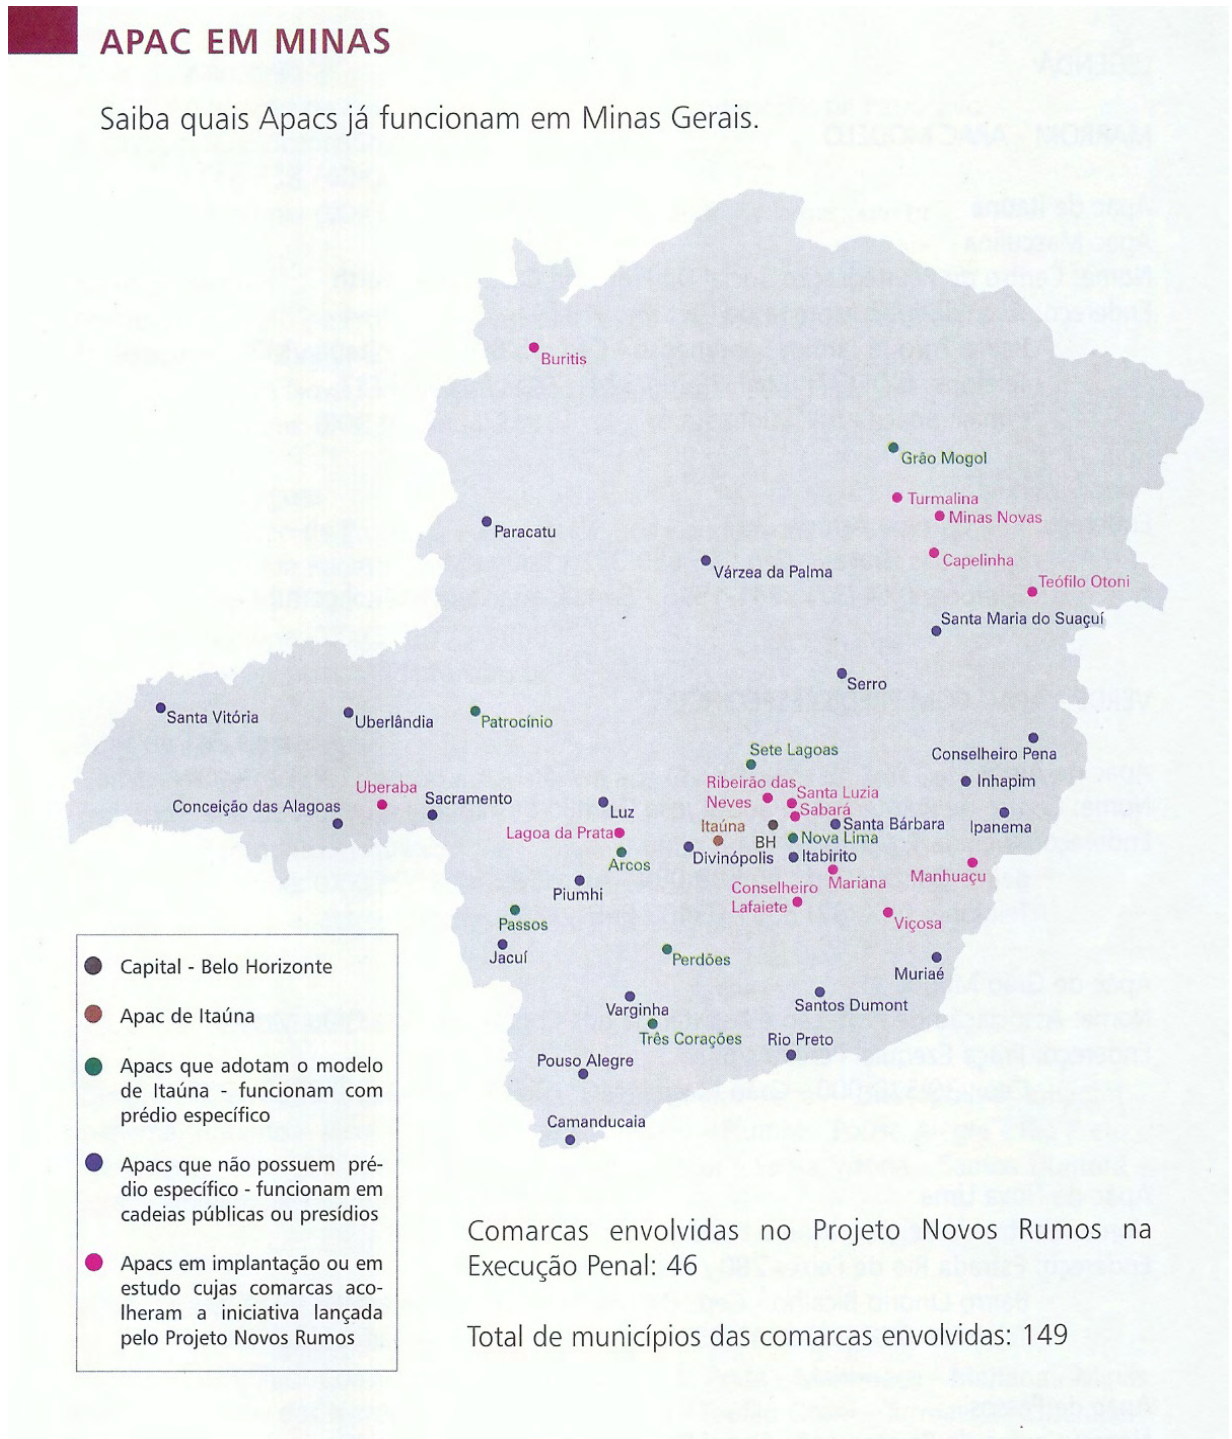 APAC EM MINAS
Saiba quais Apacs já funcionam em Minas Gerais.
Buritis
Grão Mogol
Turmalina
Minas Novas
Paracatu
Capelinha
Várzea da Palma
Teófilo Otoni
Santa Maria do Suaçuí
Serro
Santa Vitória
Uberlândia
Patrocínio
Sete Lagoas
Conselheiro Pena
Uberaba
Ribeirão das
Neves
Inhapim
Santa Luzia
Conceição das Alagoas
Sacramento
Luz
Sabará
Lagoa da Prata
Itaúna
BH
Santa Bárbara
Ipanema
Nova Lima
Arcos
Divinópolis
Itabirito
Piumhi
Conselheiro
Lafaiete
Mariana
Manhuaçu
Passos
Viçosa
Jacuí
Perdões
Muriaé
Varginha
Santos Dumont
Três Corações
Rio Preto
Pouso Alegre
Camanducaia
Capital - Belo Horizonte
Apac de Itaúna
Apacs que adotam o modelo
de Itaúna - funcionam com
prédio específico
Apacs que não possuem pré-
dio específico - funcionam em
cadeias públicas ou presídios
Apacs em implantação ou em
estudo cujas comarcas aco-
lheram a iniciativa lançada
pelo Projeto Novos Rumos
Comarcas envolvidas no Projeto Novos Rumos na
Execução Penal: 46
Total de municípios das comarcas envolvidas: 149